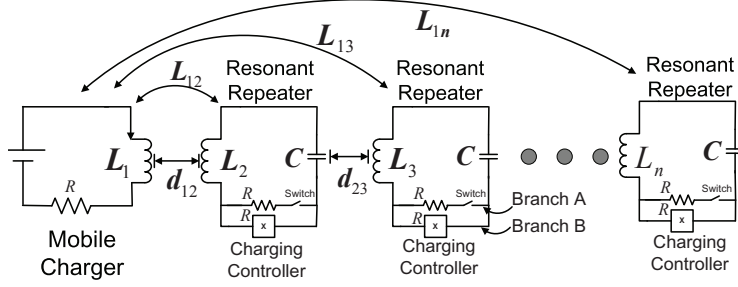 L₁ₙ
L₁₃
L₁₂
Resonant
Repeater
Resonant
Repeater
Resonant
Repeater
L₁
d₁₂
L₂
C
d₂₃
L₃
C
Lₙ
C
R
R
Switch
R
x
R
Switch
R
x
Branch A
Branch B
R
Switch
R
x
Mobile
Charger
Charging
Controller
Charging
Controller
Charging
Controller